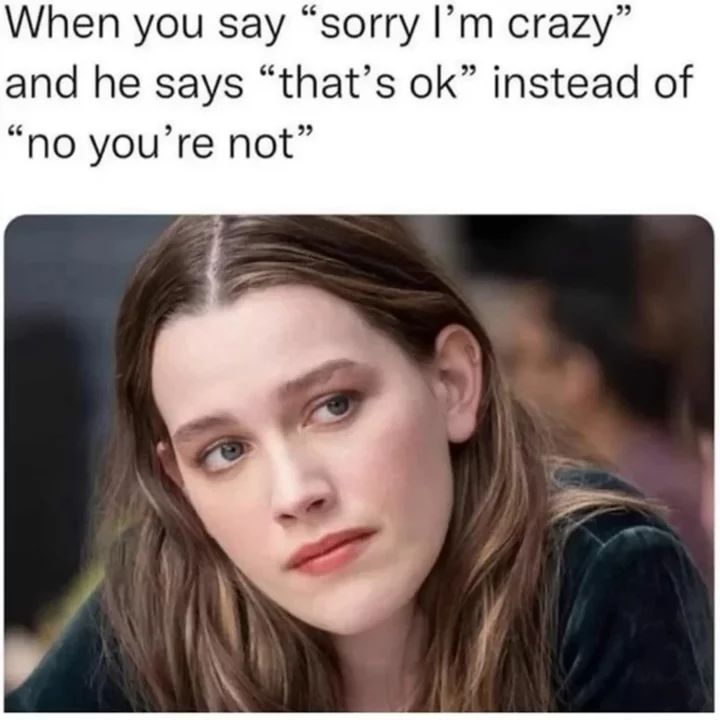 When you say “sorry I’m crazy”
and he says “that’s ok” instead of
“no you’re not”